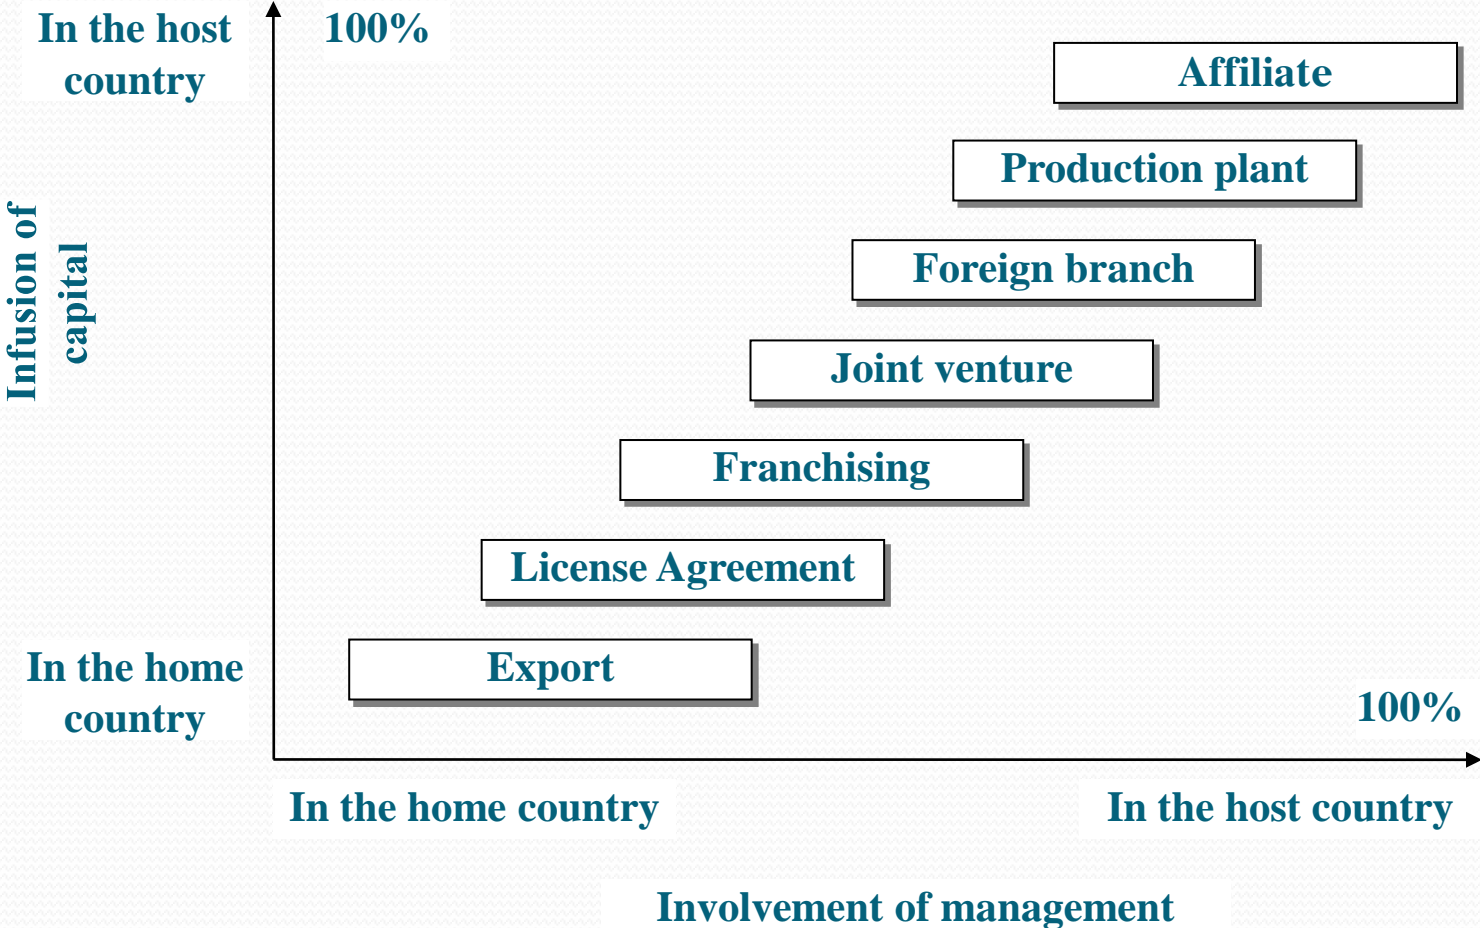 In the host
country
100%
Affiliate
Production plant
Infusion of
capital
Foreign branch
Joint venture
Franchising
License Agreement
In the home
country
Export
100%
In the home country
In the host country
Involvement of management